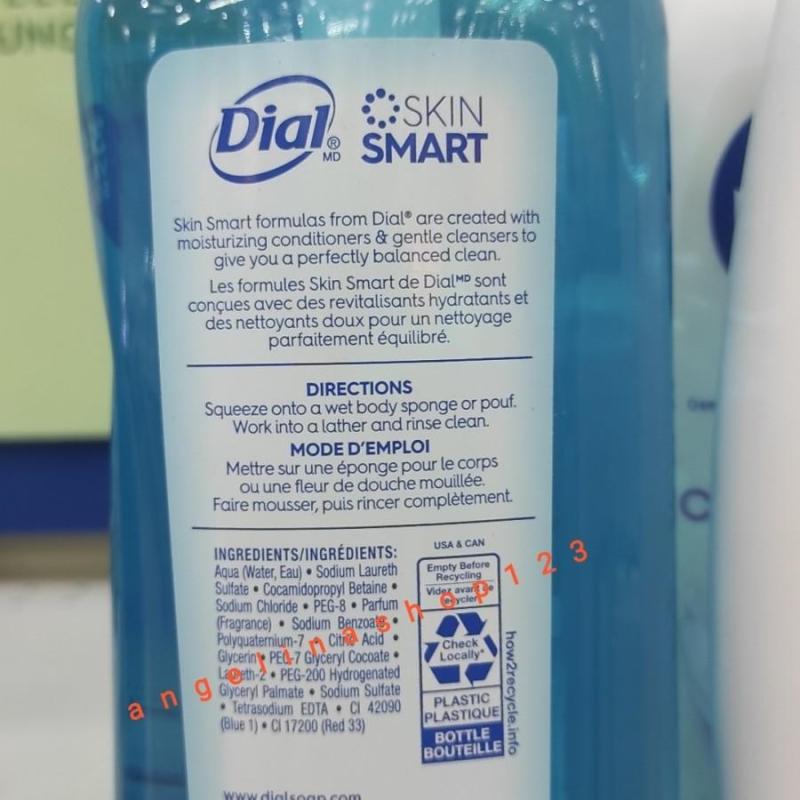 Dial® MD
SKIN
SMART
Skin Smart formulas from Dial® are created with
moisturizing conditioners & gentle cleansers to
give you a perfectly balanced clean.
Les formules Skin Smart de Dialᴹᴰ sont
conçues avec des revitalisants hydratants et
des nettoyants doux pour un nettoyage
parfaitement équilibré.
DIRECTIONS
Squeeze onto a wet body sponge or pouf.
Work into a lather and rinse clean.
MODE D'EMPLOI
Mettre sur une éponge pour le corps
ou une fleur de douche mouillée.
Faire mousser, puis rincer complètement.
INGREDIENTS/INGRÉDIENTS:
Aqua (Water, Eau) • Sodium Laureth
Sulfate • Cocamidopropyl Betaine •
Sodium Chloride • PEG-8 • Parfum
(Fragrance) • Sodium Benzoate •
Polyquaternium-7 • Citric Acid •
Glycerin • PEG-7 Glyceryl Cocoate •
Laureth-2 • PEG-200 Hydrogenated
Glyceryl Palmate • Sodium Sulfate
• Tetrasodium EDTA • CI 42090
(Blue 1) • CI 17200 (Red 33)
USA & CAN
Empty Before
Recycling
Videz avant de
recycler
Check
Locally*
PLASTIC
PLASTIQUE
BOTTLE
BOUTEILLE
how2recycle.info
www.dialsoap.com
angelinashop123